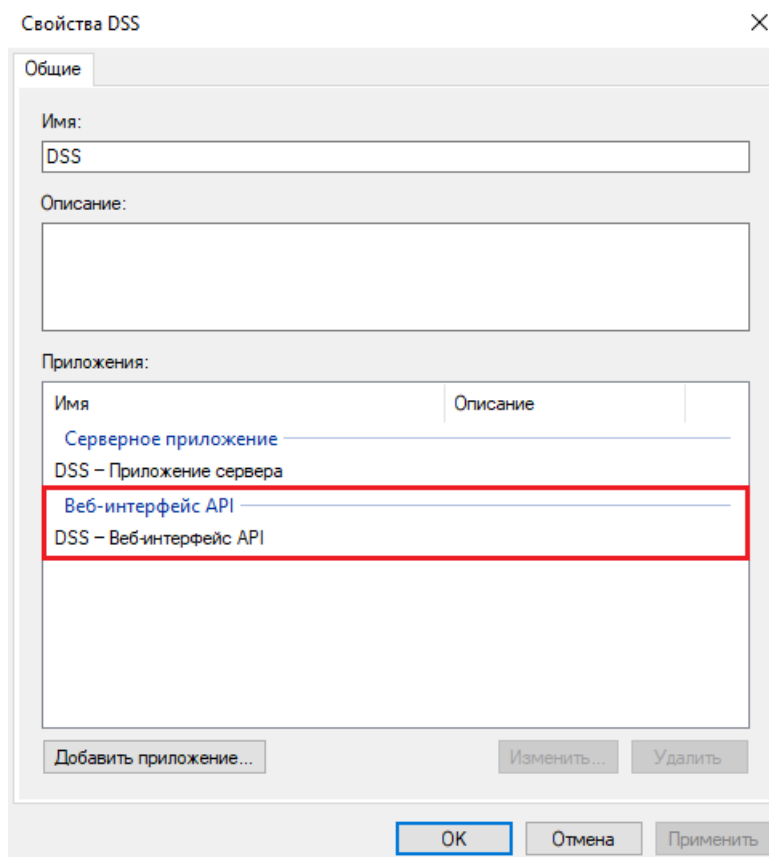 Свойства DSS
Общие
Имя:
DSS
Описание:
Приложения:
Имя Описание
Серверное приложение
DSS – Приложение сервера
Веб-интерфейс API
DSS – Веб-интерфейс API
Добавить приложение... Изменить... Удалить
OK Отмена Применить